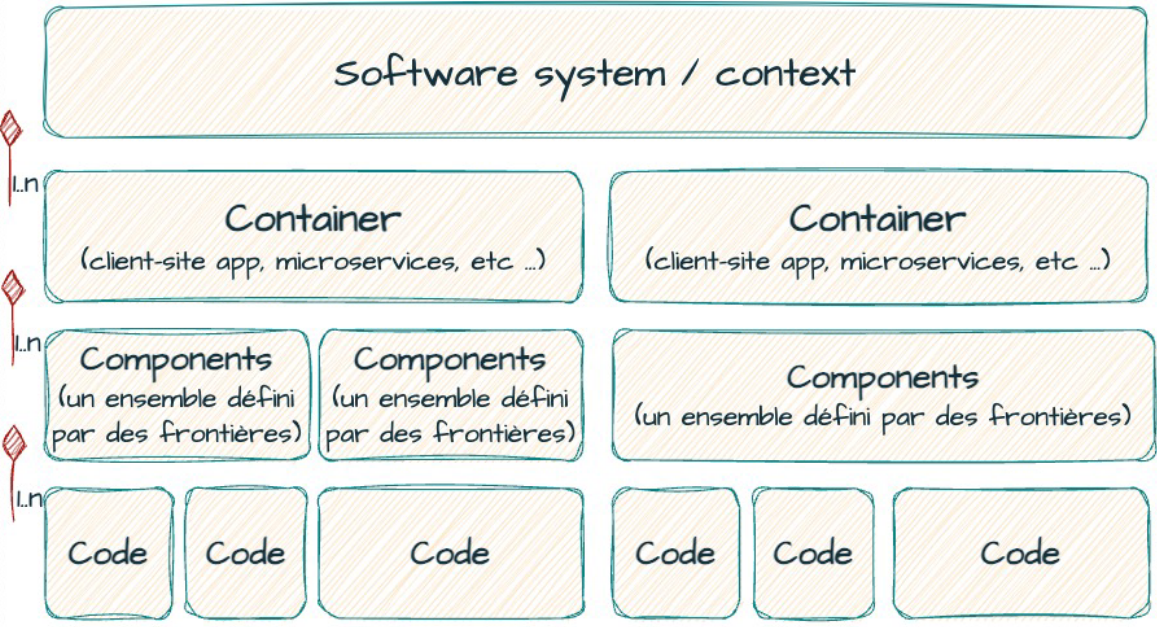 Software system / context
1..n
Container
(client-site app, microservices, etc ...)
Container
(client-site app, microservices, etc ...)
1..n
Components
(un ensemble défini
par des frontières)
Components
(un ensemble défini
par des frontières)
Components
(un ensemble défini par des frontières)
1..n
Code
Code
Code
Code
Code
Code